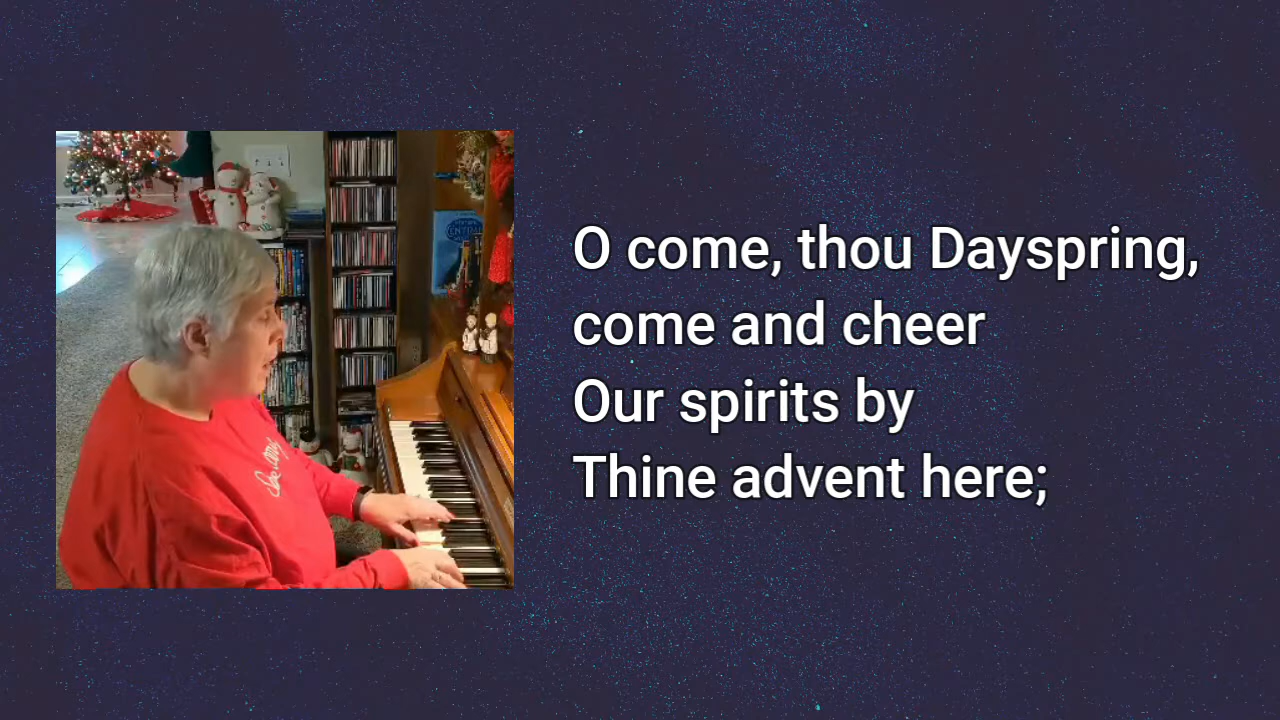 O come, thou Dayspring,
come and cheer
Our spirits by
Thine advent here;